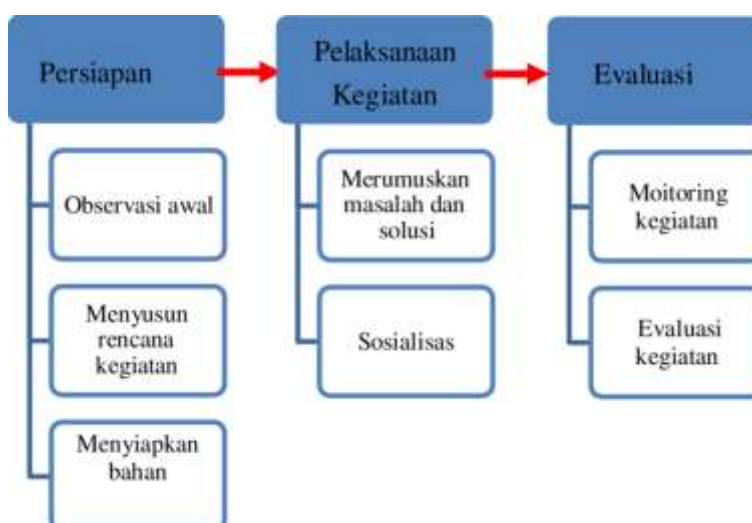 Persiapan
Observasi awal
Menyusun
rencana
kegiatan
Menyiapkan
bahan
Pelaksanaan
Kegiatan
Merumuskan
masalah dan
solusi
Sosialisas
Evaluasi
Moitoring
kegiatan
Evaluasi
kegiatan